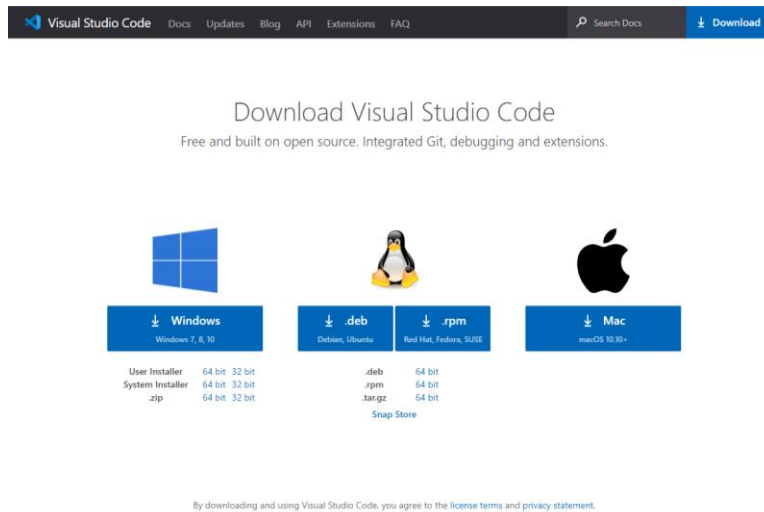 Visual Studio Code Docs Updates Blog API Extensions FAQ Search Docs Download
Download Visual Studio Code
Free and built on open source. Integrated Git, debugging and extensions.
Windows
Windows 7, 8, 10
.deb
Debian, Ubuntu
.rpm
Red Hat, Fedora, SUSE
Mac
macOS 10.10+
User Installer 64 bit 32 bit
System Installer 64 bit 32 bit
.zip 64 bit 32 bit
.deb 64 bit
.rpm 64 bit
.tar.gz 64 bit
Snap Store
By downloading and using Visual Studio Code, you agree to the license terms and privacy statement.